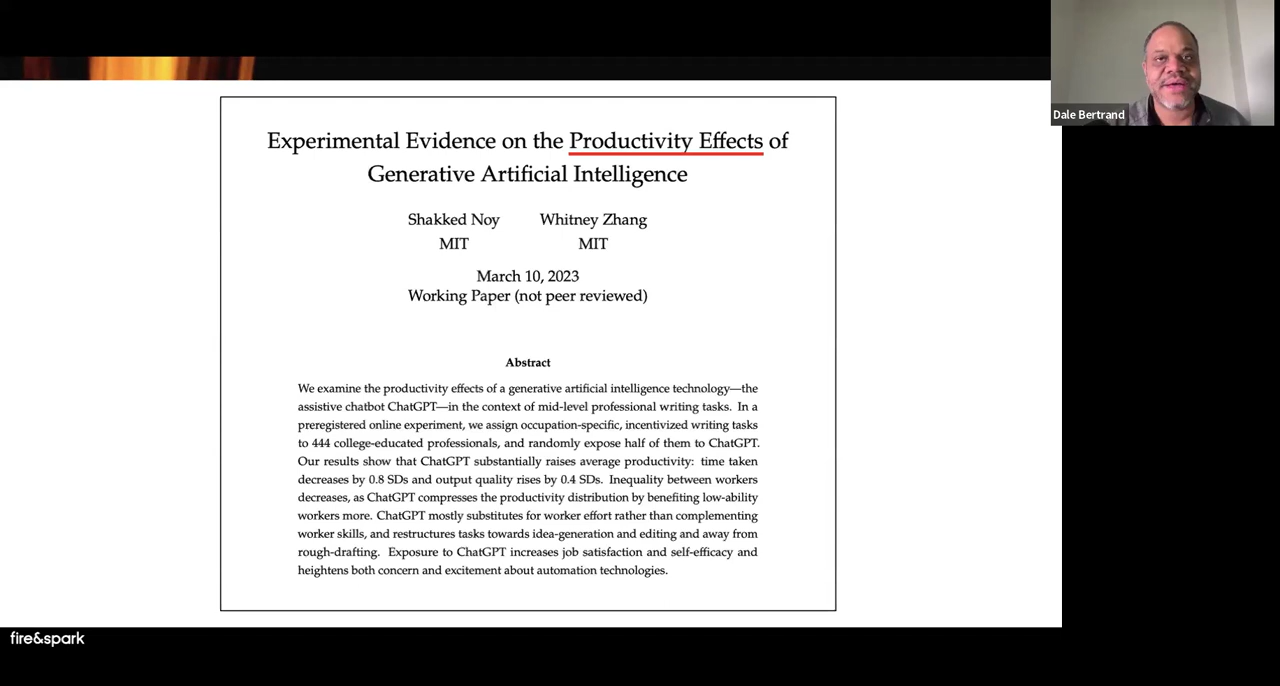 Experimental Evidence on the Productivity Effects of
Generative Artificial Intelligence
Shakked Noy Whitney Zhang
MIT MIT
March 10, 2023
Working Paper (not peer reviewed)
Abstract
We examine the productivity effects of a generative artificial intelligence technology—the
assistive chatbot ChatGPT—in the context of mid-level professional writing tasks. In a
preregistered online experiment, we assign occupation-specific, incentivized writing tasks
to 444 college-educated professionals, and randomly expose half of them to ChatGPT.
Our results show that ChatGPT substantially raises average productivity: time taken
decreases by 0.8 SDs and output quality rises by 0.4 SDs. Inequality between workers
decreases, as ChatGPT compresses the productivity distribution by benefiting low-ability
workers more. ChatGPT mostly substitutes for worker effort rather than complementing
worker skills, and restructures tasks towards idea-generation and editing and away from
rough-drafting. Exposure to ChatGPT increases job satisfaction and self-efficacy and
heightens both concern and excitement about automation technologies.
fire&spark
Dale Bertrand